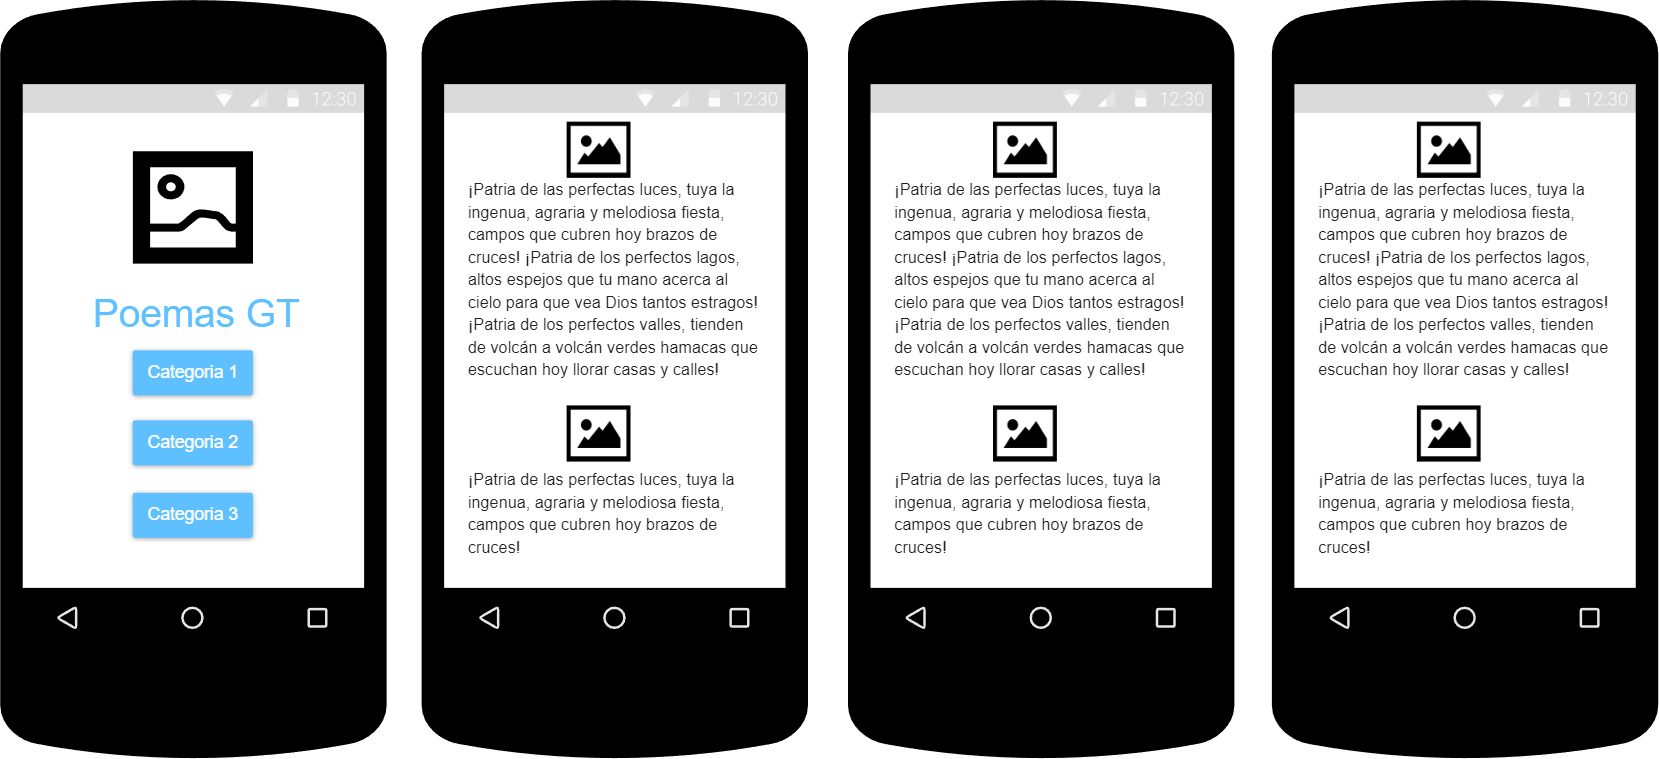 12:30
Poemas GT
Categoria 1
Categoria 2
Categoria 3
12:30
¡Patria de las perfectas luces, tuya la
ingenua, agraria y melodiosa fiesta,
campos que cubren hoy brazos de
cruces! ¡Patria de los perfectos lagos,
altos espejos que tu mano acerca al
cielo para que vea Dios tantos estragos!
¡Patria de los perfectos valles, tienden
de volcán a volcán verdes hamacas que
escuchan hoy llorar casas y calles!
¡Patria de las perfectas luces, tuya la
ingenua, agraria y melodiosa fiesta,
campos que cubren hoy brazos de
cruces!
12:30
¡Patria de las perfectas luces, tuya la
ingenua, agraria y melodiosa fiesta,
campos que cubren hoy brazos de
cruces! ¡Patria de los perfectos lagos,
altos espejos que tu mano acerca al
cielo para que vea Dios tantos estragos!
¡Patria de los perfectos valles, tienden
de volcán a volcán verdes hamacas que
escuchan hoy llorar casas y calles!
¡Patria de las perfectas luces, tuya la
ingenua, agraria y melodiosa fiesta,
campos que cubren hoy brazos de
cruces!
12:30
¡Patria de las perfectas luces, tuya la
ingenua, agraria y melodiosa fiesta,
campos que cubren hoy brazos de
cruces! ¡Patria de los perfectos lagos,
altos espejos que tu mano acerca al
cielo para que vea Dios tantos estragos!
¡Patria de los perfectos valles, tienden
de volcán a volcán verdes hamacas que
escuchan hoy llorar casas y calles!
¡Patria de las perfectas luces, tuya la
ingenua, agraria y melodiosa fiesta,
campos que cubren hoy brazos de
cruces!